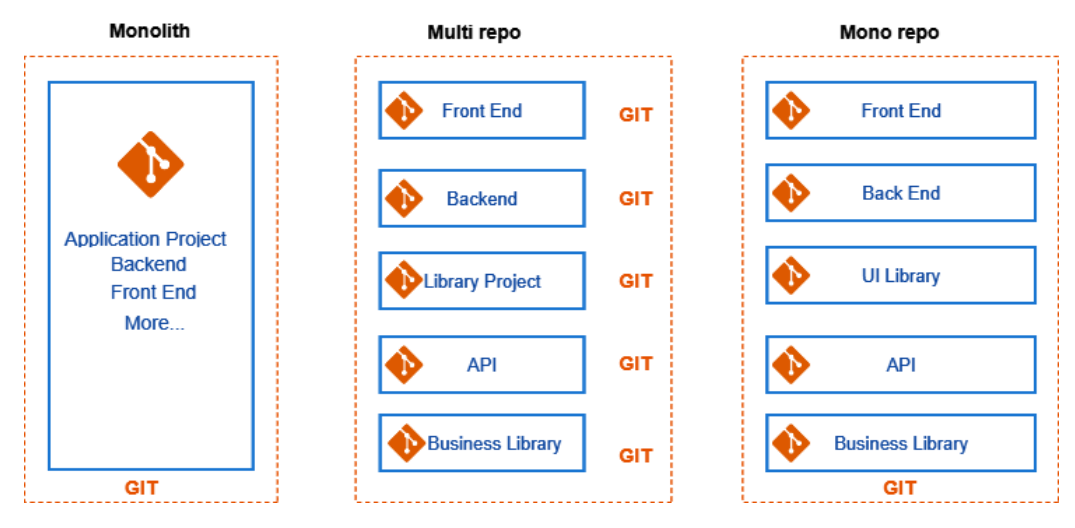 Monolith
Application Project
Backend
Front End
More...
GIT
Multi repo
Front End
GIT
Backend
GIT
Library Project
GIT
API
GIT
Business Library
GIT
Mono repo
Front End
Back End
UI Library
API
Business Library
GIT